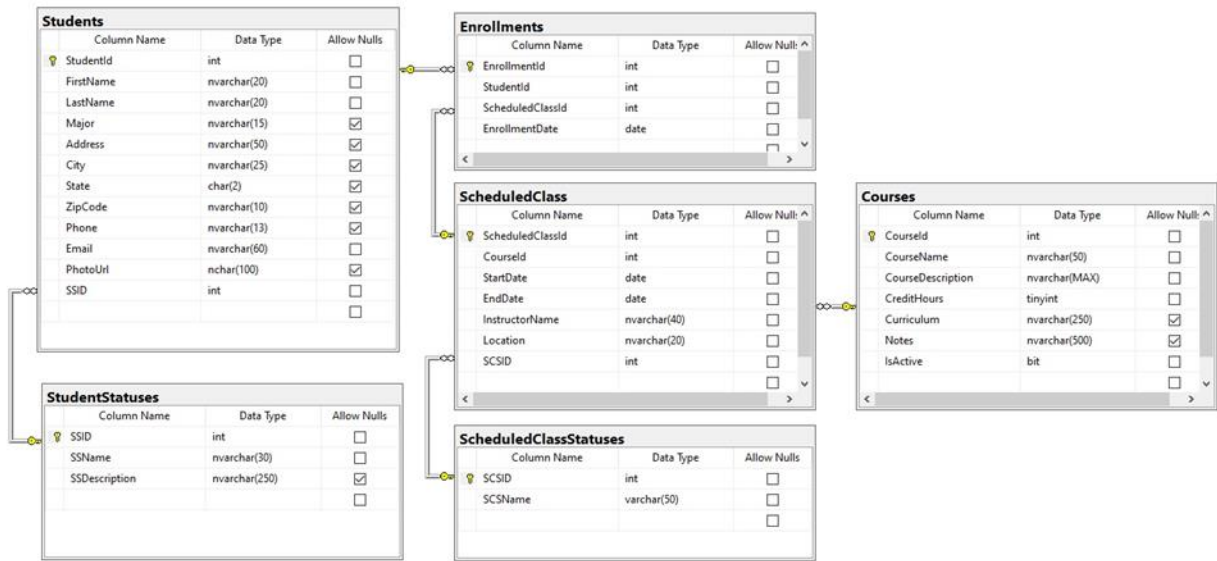 Students
Column Name Data Type Allow Nulls
StudentId int
FirstName nvarchar(20)
LastName nvarchar(20)
Major nvarchar(15)
Address nvarchar(50)
City nvarchar(25)
State char(2)
ZipCode nvarchar(10)
Phone nvarchar(13)
Email nvarchar(60)
PhotoUrl nchar(100)
SSID int
StudentStatuses
Column Name Data Type Allow Nulls
SSID int
SSName nvarchar(30)
SSDescription nvarchar(250)
Enrollments
Column Name Data Type Allow Nulls
EnrollmentId int
StudentId int
ScheduledClassId int
EnrollmentDate date
ScheduledClass
Column Name Data Type Allow Nulls
ScheduledClassId int
CourseId int
StartDate date
EndDate date
InstructorName nvarchar(40)
Location nvarchar(20)
SCSID int
ScheduledClassStatuses
Column Name Data Type Allow Nulls
SCSID int
SCSName varchar(50)
Courses
Column Name Data Type Allow Nulls
CourseId int
CourseName nvarchar(50)
CourseDescription nvarchar(MAX)
CreditHours tinyint
Curriculum nvarchar(250)
Notes nvarchar(500)
IsActive bit